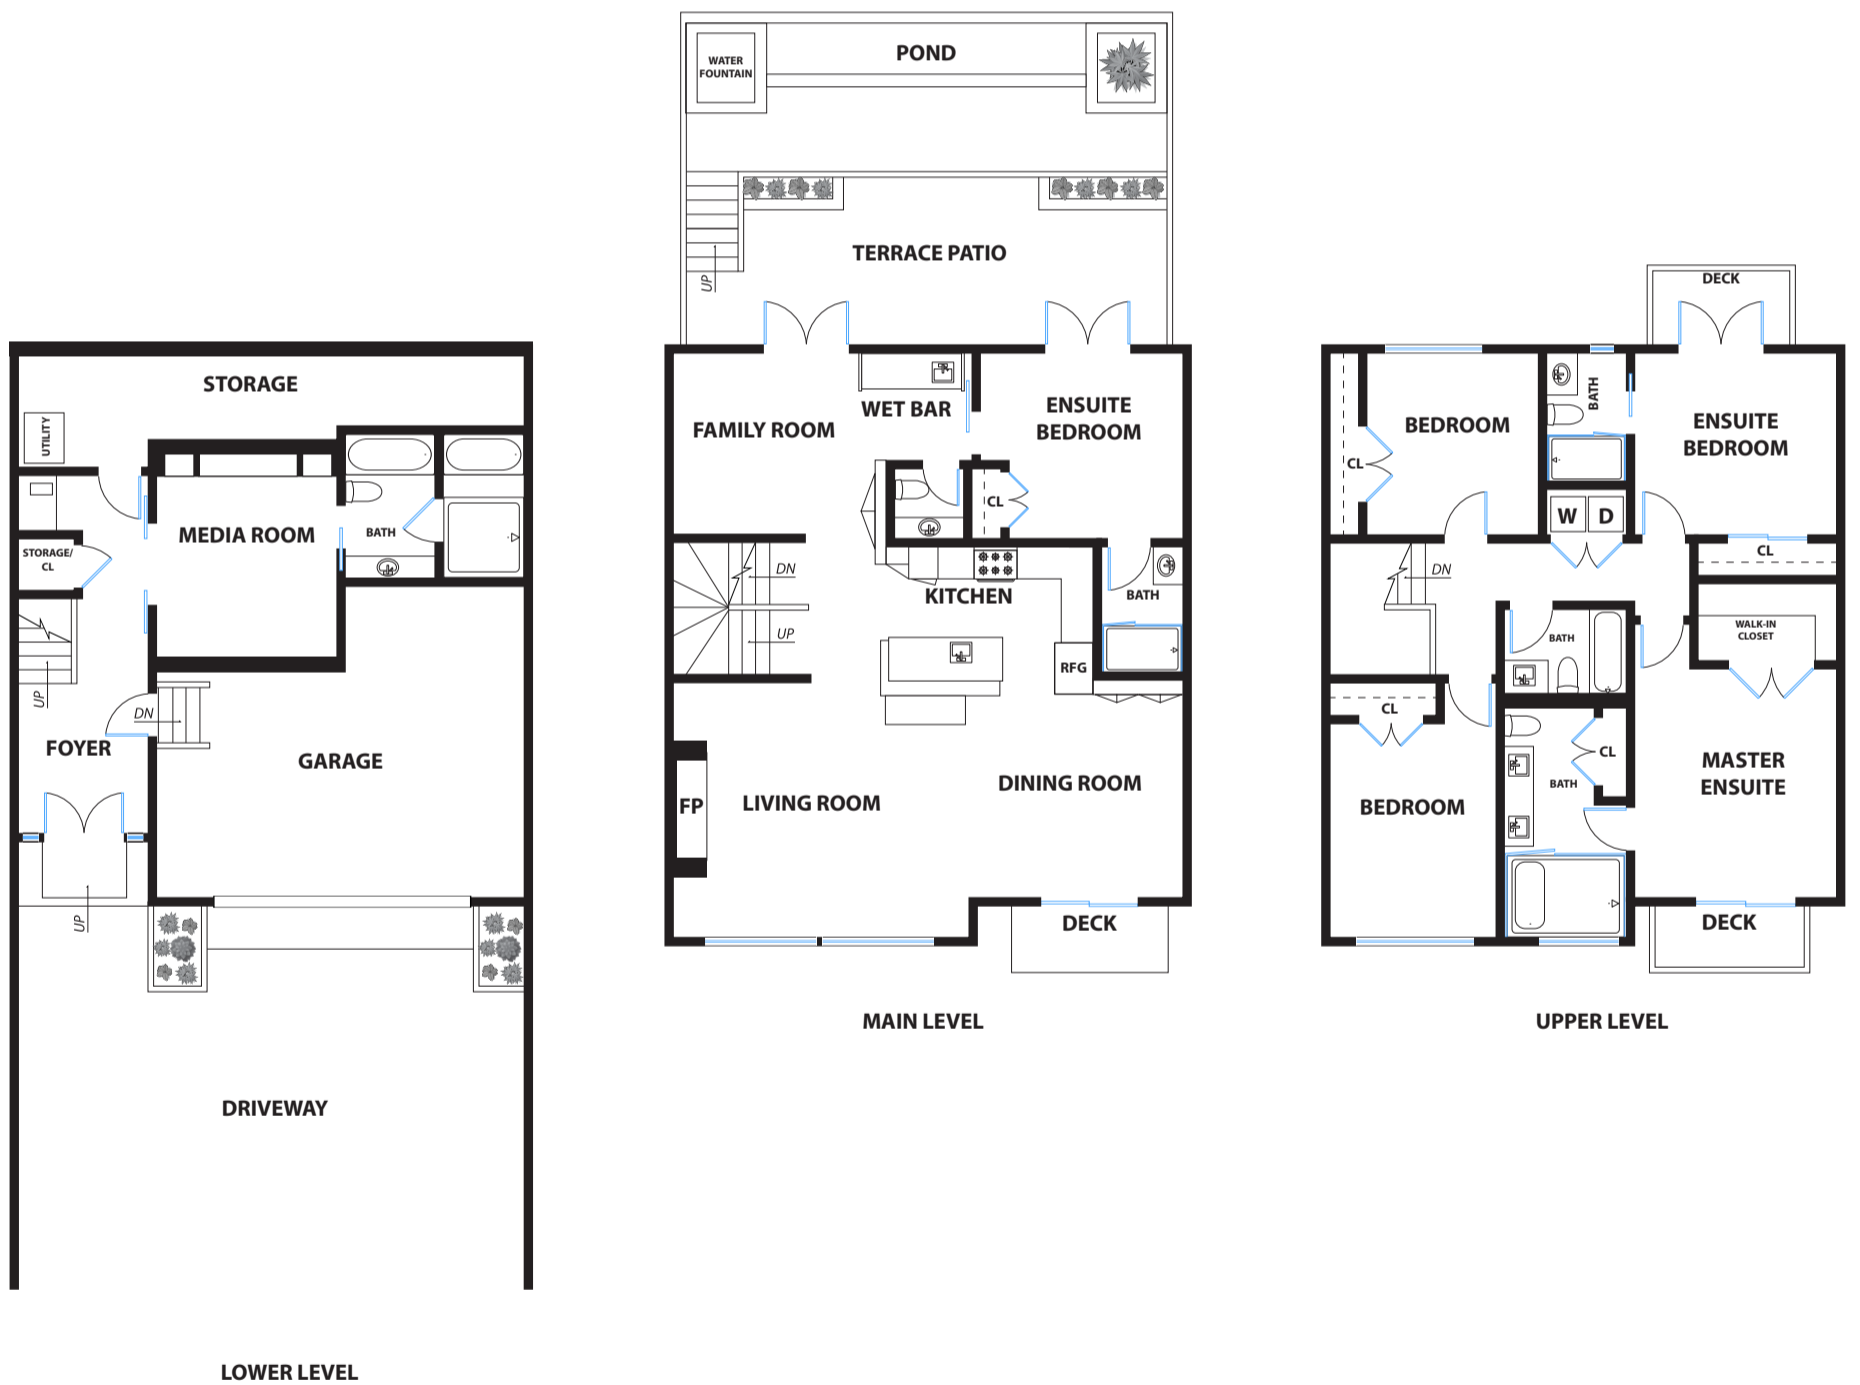 STORAGE
UTILITY
MEDIA ROOM
BATH
STORAGE/
CL
UP
DN
FOYER
GARAGE
UP
DRIVEWAY
LOWER LEVEL
WATER
FOUNTAIN
POND
TERRACE PATIO
UP
FAMILY ROOM
WET BAR
ENSUITE
BEDROOM
CL
DN
UP
KITCHEN
BATH
RFG
FP
LIVING ROOM
DINING ROOM
DECK
MAIN LEVEL
DECK
BEDROOM
BATH
ENSUITE
BEDROOM
CL
W
D
DN
CL
WALK-IN
CLOSET
BATH
CL
CL
BATH
MASTER
ENSUITE
BEDROOM
DECK
UPPER LEVEL